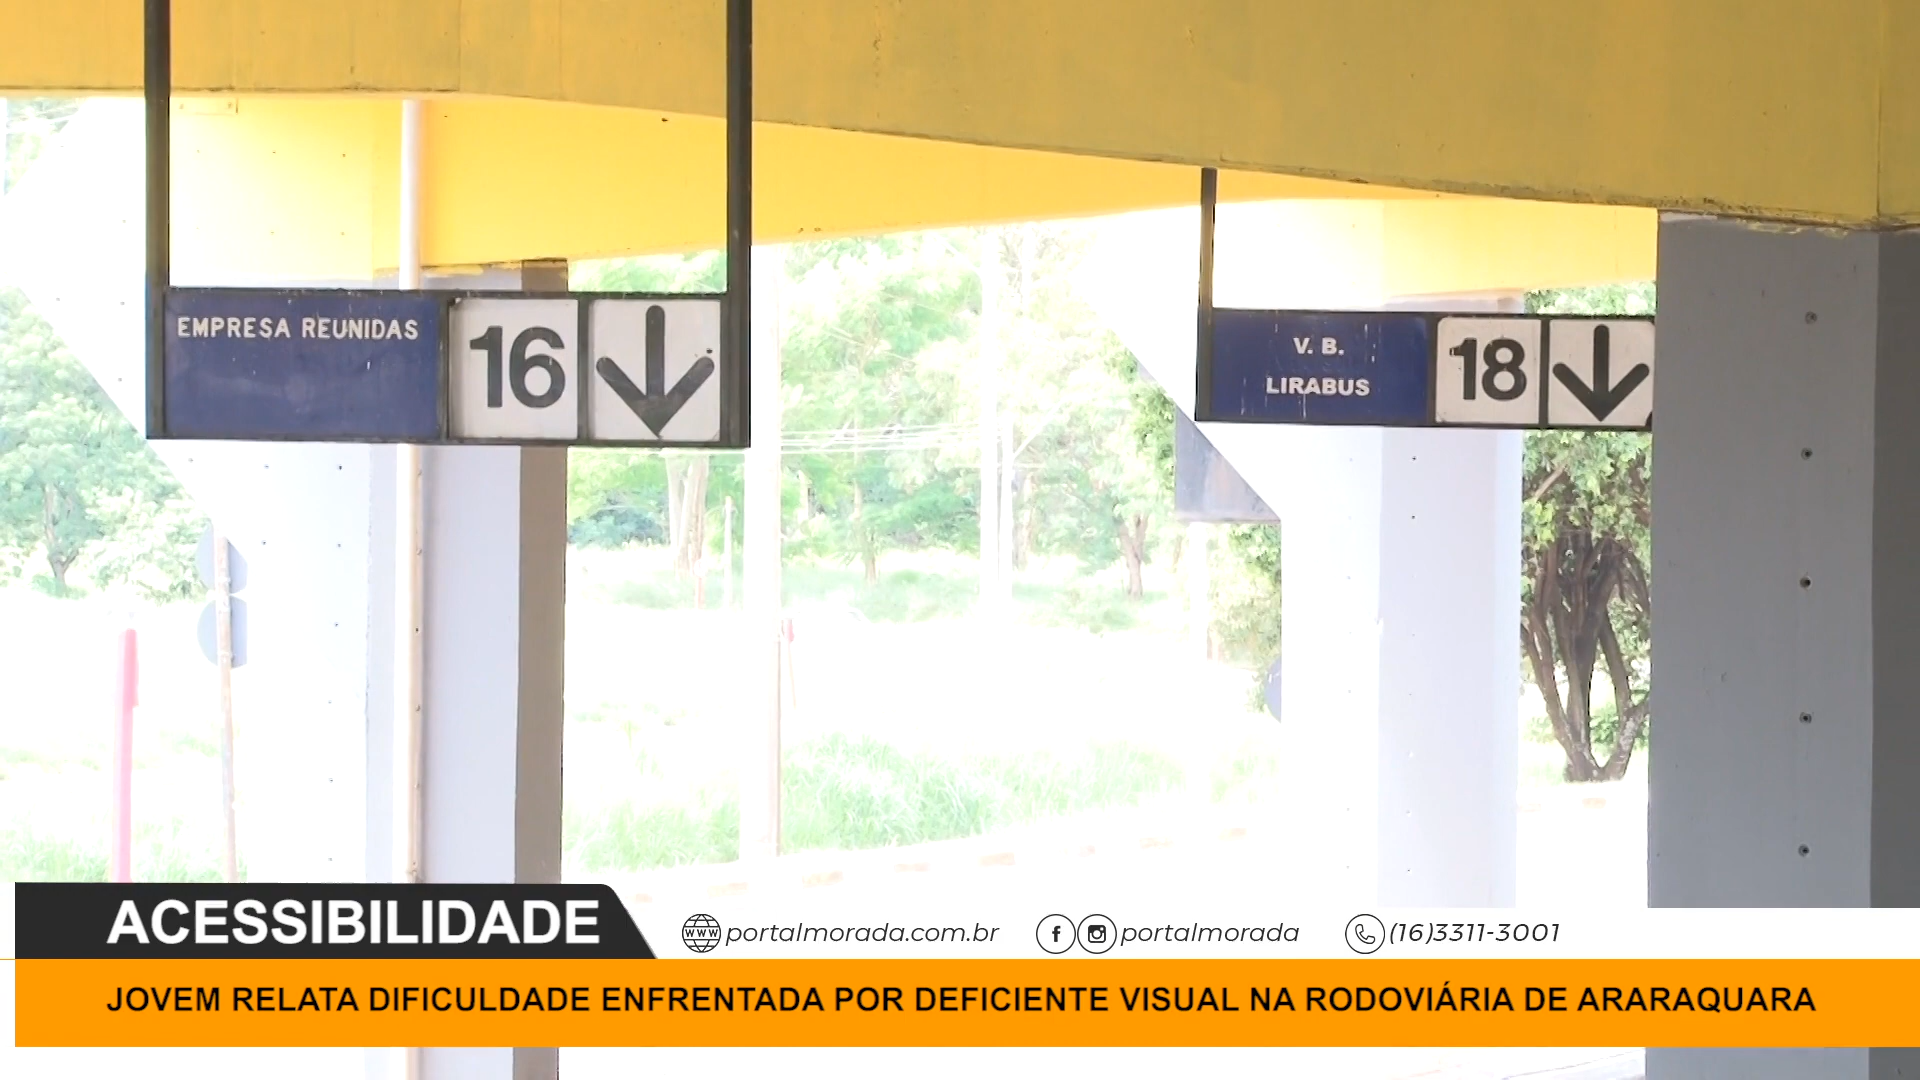 EMPRESA REUNIDAS
16
V. B.
LIRABUS
18
ACESSIBILIDADE
www portalmorada.com.br
f portalmorada
(16)3311-3001
JOVEM RELATA DIFICULDADE ENFRENTADA POR DEFICIENTE VISUAL NA RODOVIÁRIA DE ARARAQUARA